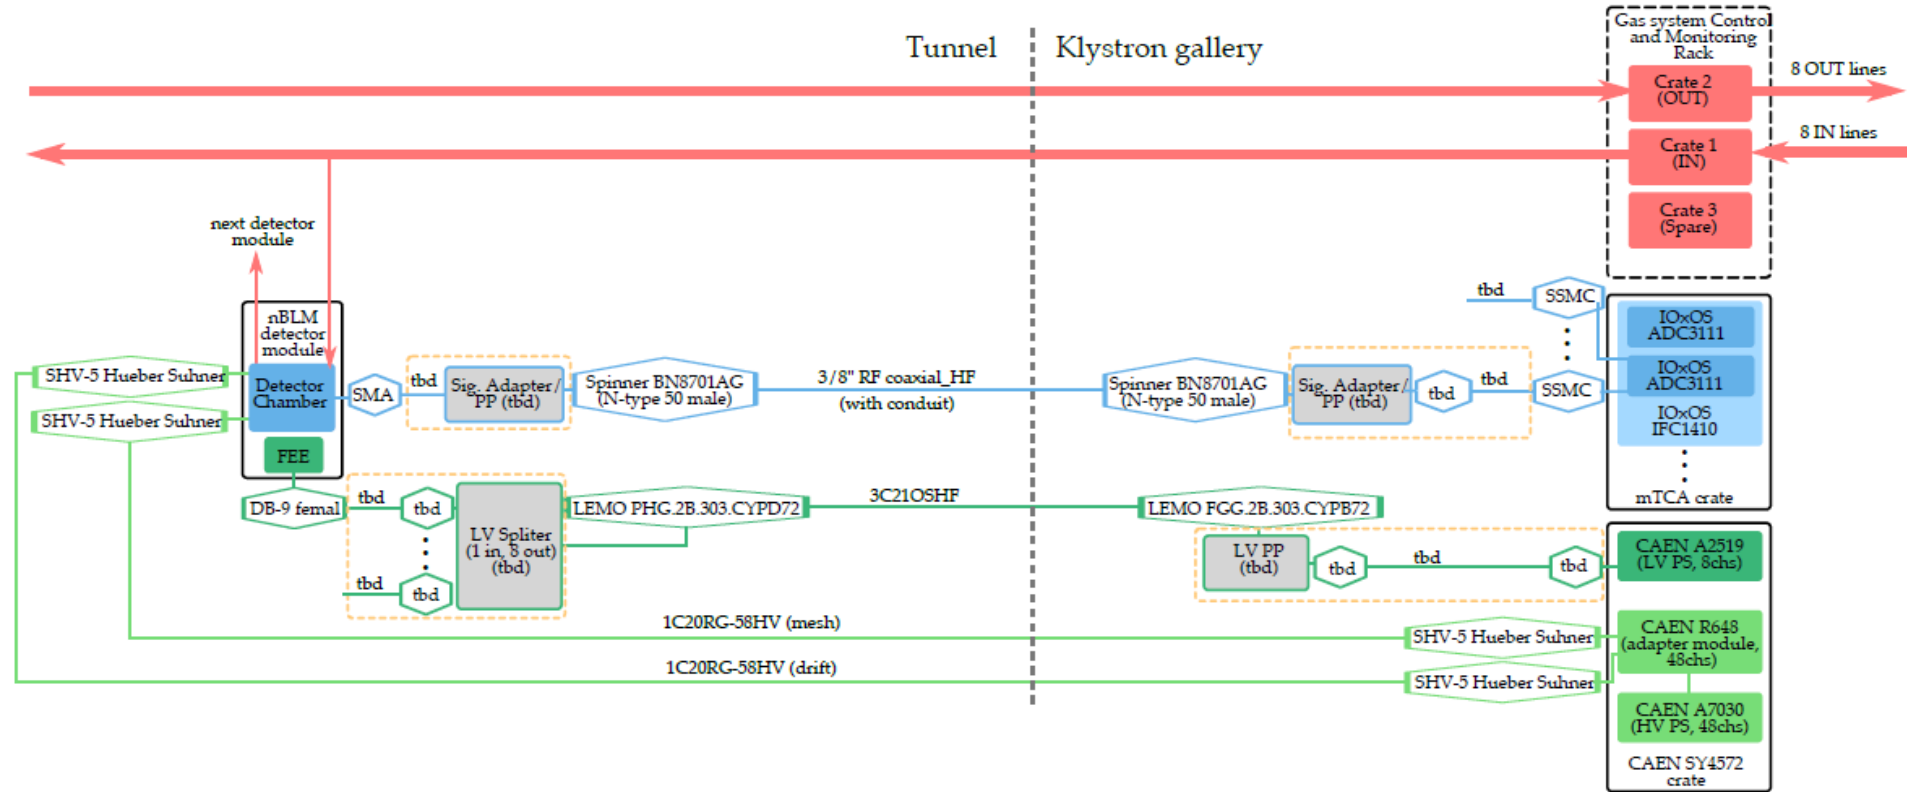 Tunnel
Klystron gallery
Gas system Control
and Monitoring
Rack
Crate 2
(OUT)
8 OUT lines
Crate 1
(IN)
8 IN lines
Crate 3
(Spare)
next detector
module
nBLM
detector
module
SHV-5 Hueber Suhner
SHV-5 Hueber Suhner
Detector
Chamber
FEE
SMA
tbd
Sig. Adapter/
PP (tbd)
Spinner BN8701AG
(N-type 50 male)
3/8" RF coaxial_HF
(with conduit)
Spinner BN8701AG
(N-type 50 male)
Sig. Adapter/
PP (tbd)
tbd
tbd
SSMC
tbd
SSMC
IOxOS
ADC3111
IOxOS
ADC3111
IOxOS
IFC1410
mTCA crate
DB-9 femal
tbd
tbd
tbd
tbd
LV Spliter
(1 in, 8 out)
(tbd)
LEMO PHG.2B.303.CYPD72
3C21OSHF
LEMO FGG.2B.303.CYPB72
LV PP
(tbd)
tbd
tbd
tbd
CAEN A2519
(LV PS, 8chs)
1C20RG-58HV (mesh)
SHV-5 Hueber Suhner
1C20RG-58HV (drift)
SHV-5 Hueber Suhner
CAEN R648
(adapter module,
48chs)
CAEN A7030
(HV PS, 48chs)
CAEN SY4572
crate